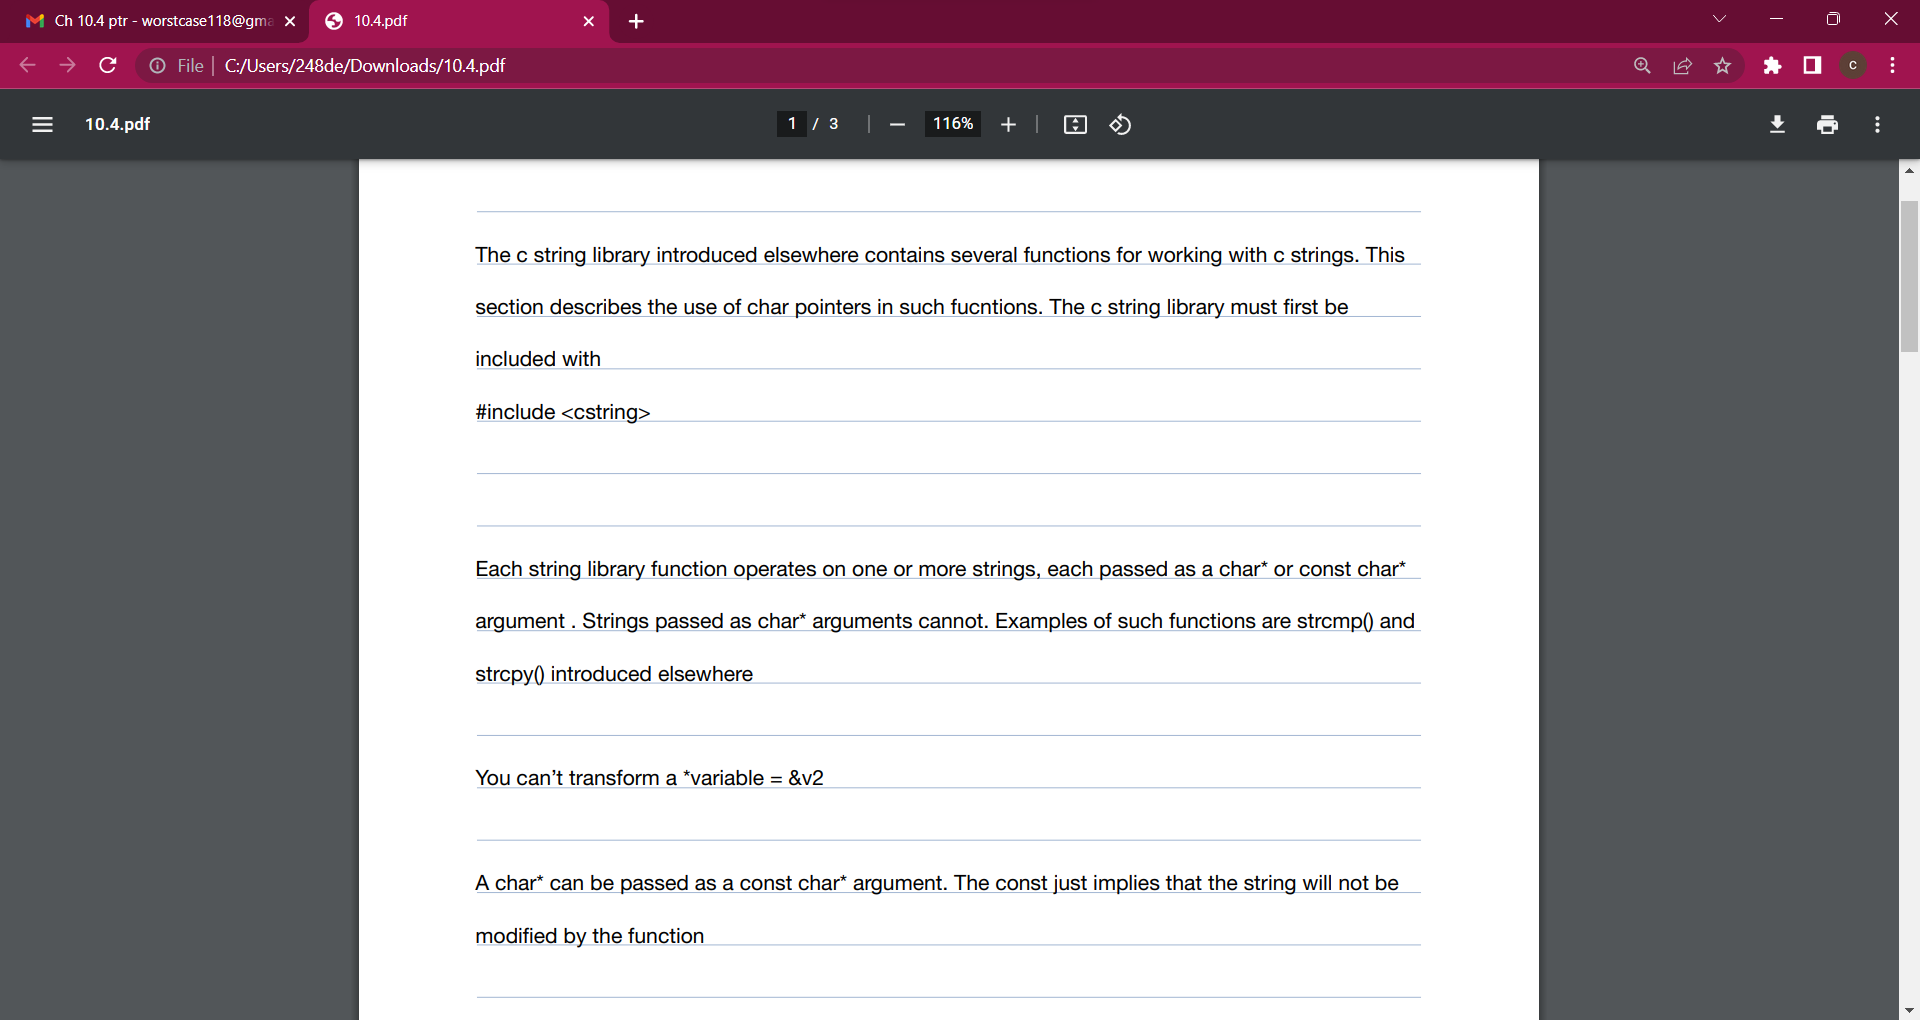 Ch 10.4 ptr - worstcase118@gma
10.4.pdf
File | C:/Users/248de/Downloads/10.4.pdf
c
10.4.pdf
1 / 3
116%
The c string library introduced elsewhere contains several functions for working with c strings. This
section describes the use of char pointers in such fucntions. The c string library must first be
included with
#include <cstring>
Each string library function operates on one or more strings, each passed as a char* or const char*
argument . Strings passed as char* arguments cannot. Examples of such functions are strcmp() and
strcpy() introduced elsewhere
You can’t transform a *variable = &v2
A char* can be passed as a const char* argument. The const just implies that the string will not be
modified by the function